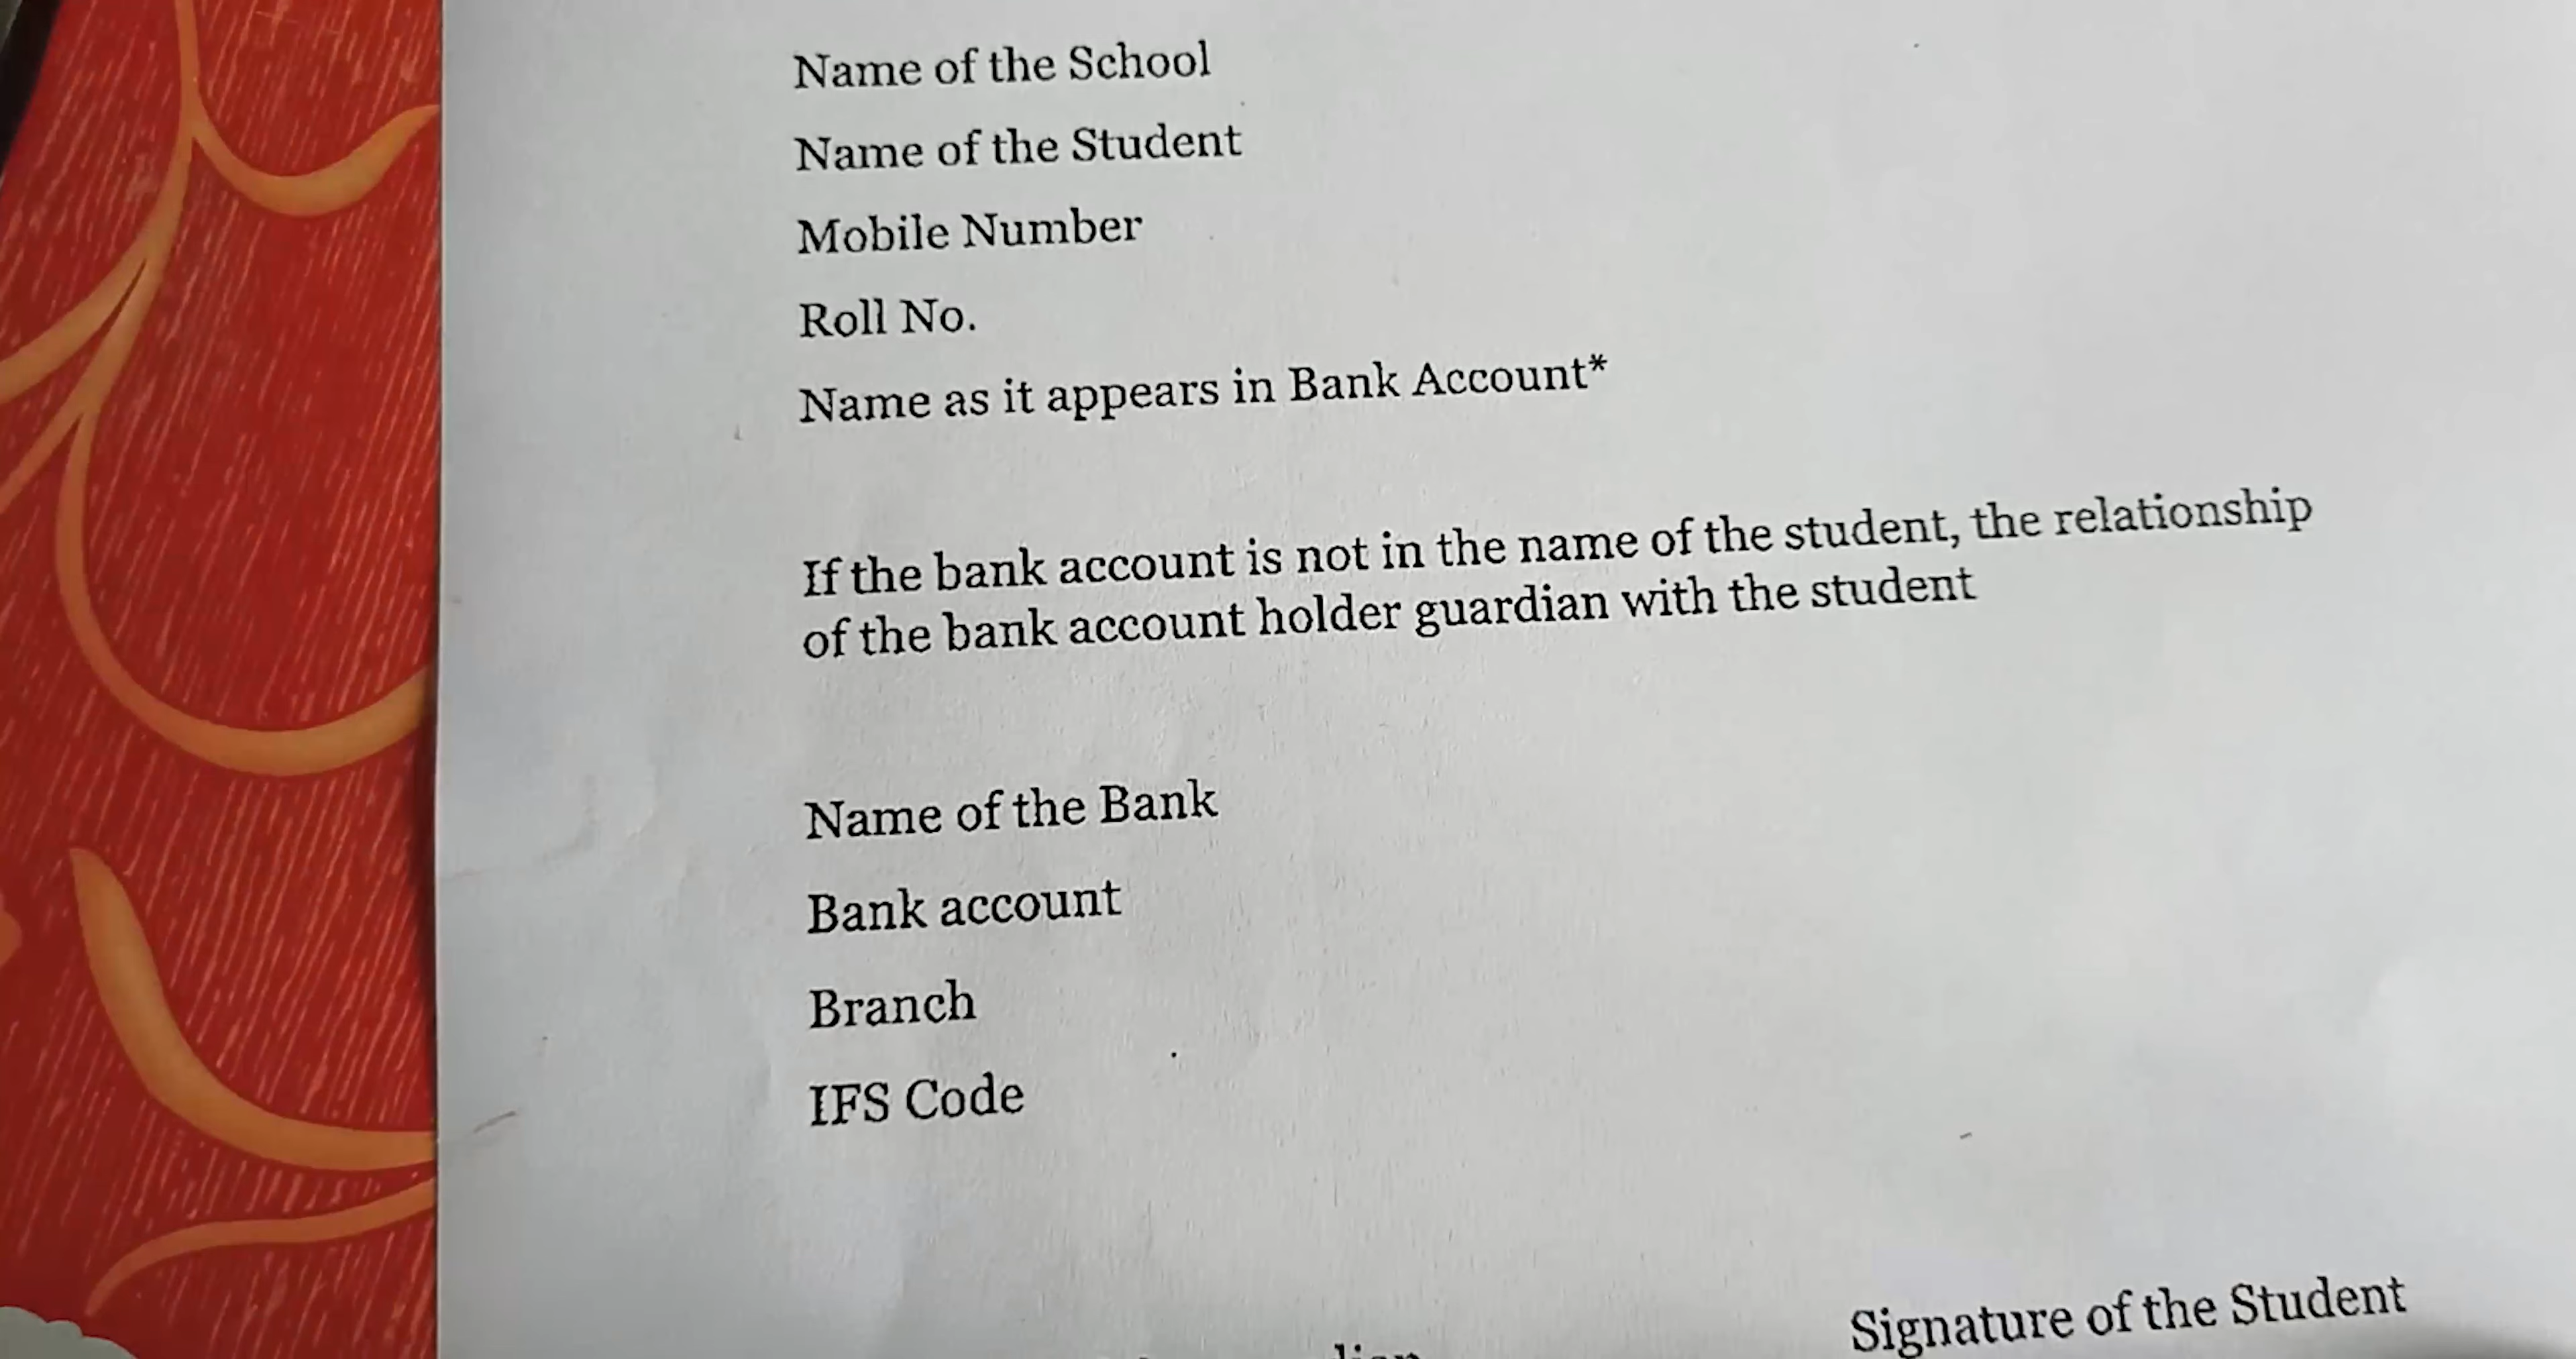 Name of the School
Name of the Student
Mobile Number
Roll No.
Name as it appears in Bank Account*
If the bank account is not in the name of the student, the relationship
of the bank account holder guardian with the student
Name of the Bank
Bank account
Branch
IFS Code
Signature of the Student